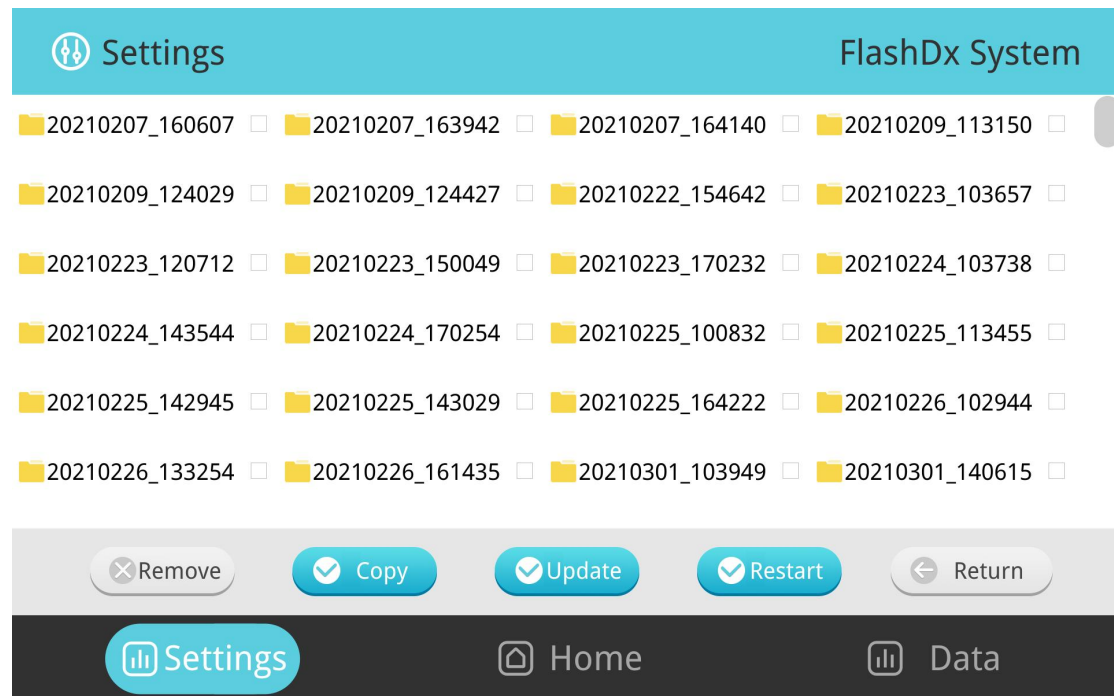 Settings FlashDx System
20210207_160607 20210207_163942 20210207_164140 20210209_113150
20210209_124029 20210209_124427 20210222_154642 20210223_103657
20210223_120712 20210223_150049 20210223_170232 20210224_103738
20210224_143544 20210224_170254 20210225_100832 20210225_113455
20210225_142945 20210225_143029 20210225_164222 20210226_102944
20210226_133254 20210226_161435 20210301_103949 20210301_140615
Remove Copy Update Restart Return
Settings Home Data